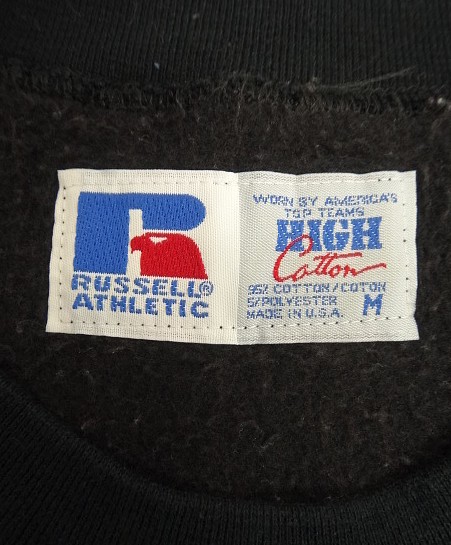 RUSSELL®
ATHLETIC
WORN BY AMERICA'S
TOP TEAMS
HIGH
Cotton
95% COTTON/COTON
5%POLYESTER
MADE IN U.S.A.
M